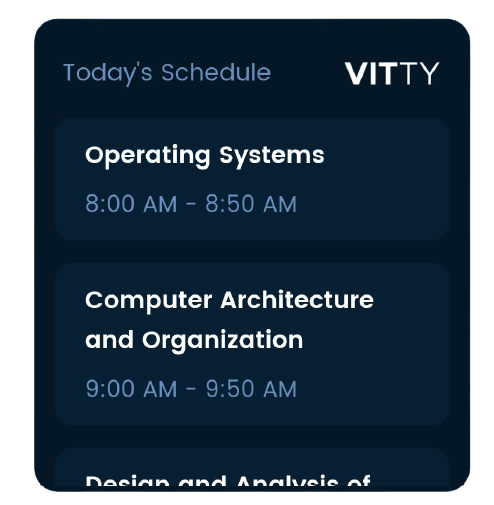 Today's Schedule VITTY
Operating Systems
8:00 AM - 8:50 AM
Computer Architecture
and Organization
9:00 AM - 9:50 AM
Design and Analysis of